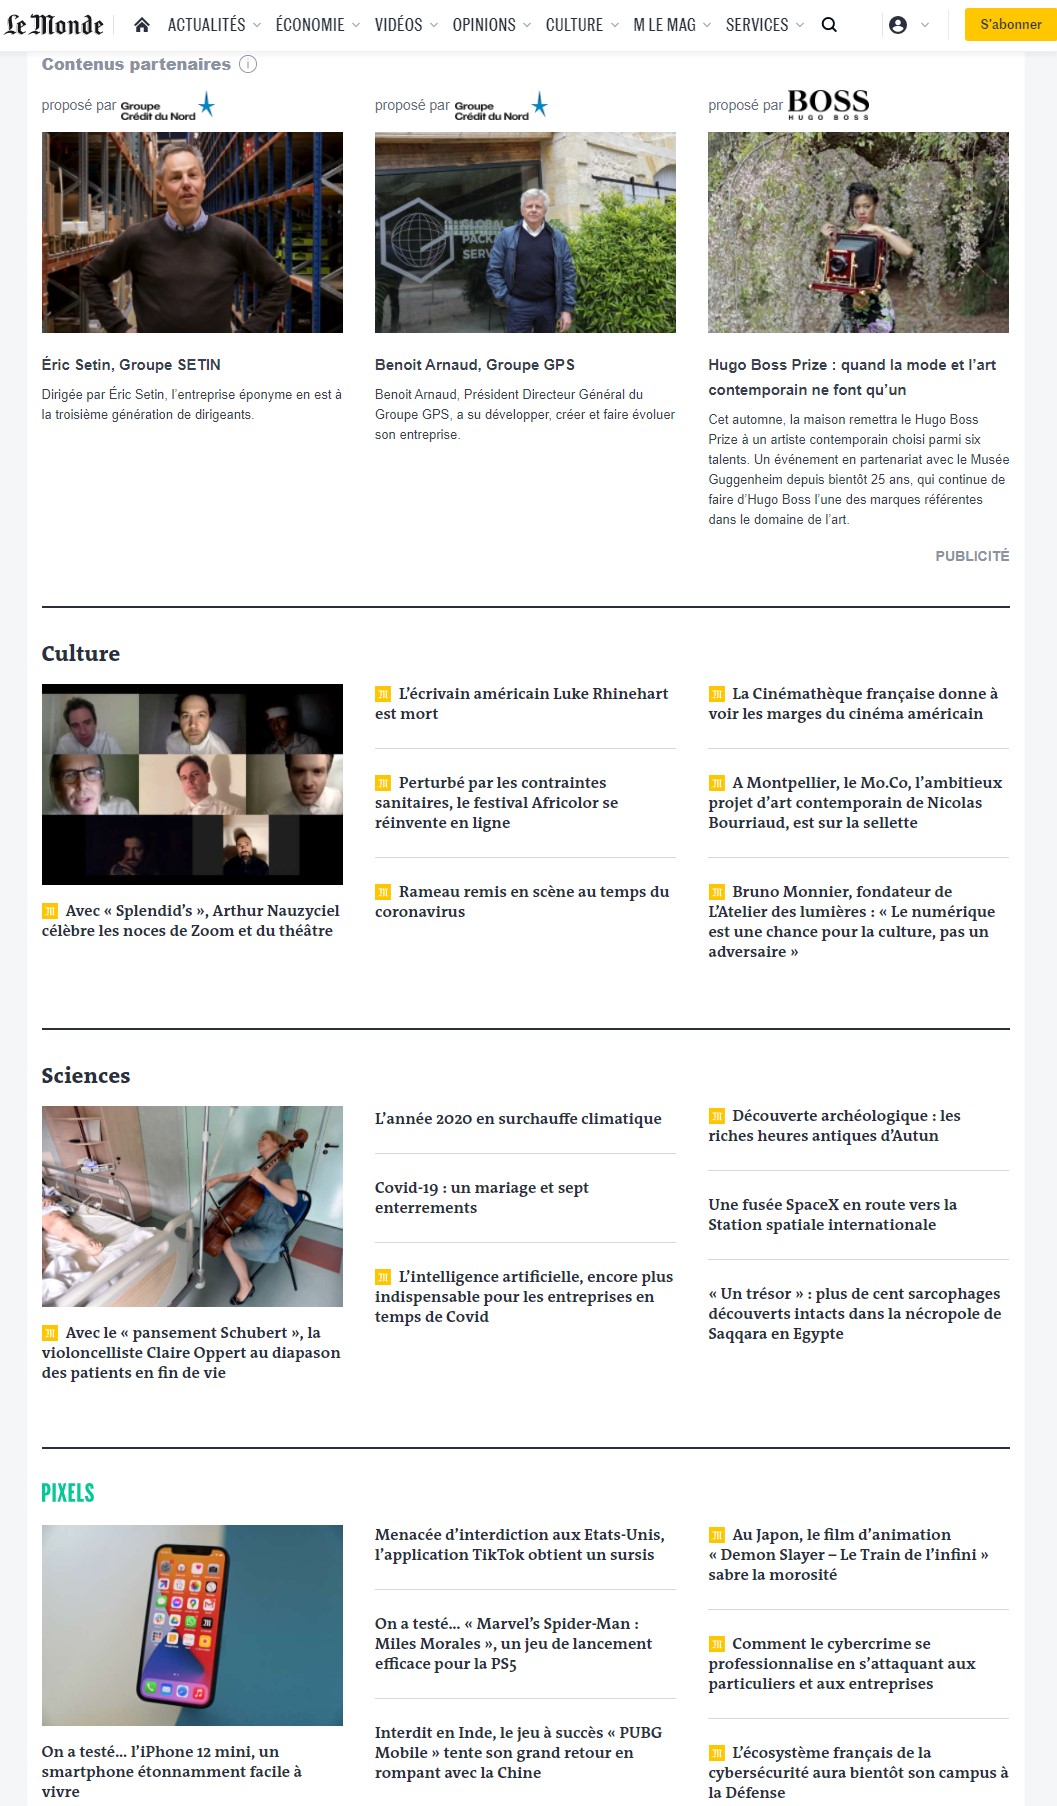 Le Monde
ACTUALITÉS
ÉCONOMIE
VIDÉOS
OPINIONS
CULTURE
M LE MAG
SERVICES
S'abonner
Contenus partenaires
proposé par Groupe Crédit du Nord
Éric Setin, Groupe SETIN
Dirigée par Éric Setin, l'entreprise éponyme en est à
la troisième génération de dirigeants.
proposé par Groupe Crédit du Nord
GLOBAL
PACK
SERV
Benoit Arnaud, Groupe GPS
Benoit Arnaud, Président Directeur Général du
Groupe GPS, a su développer, créer et faire évoluer
son entreprise.
proposé par BOSS
HUGO BOSS
Hugo Boss Prize : quand la mode et l'art
contemporain ne font qu'un
Cet automne, la maison remettra le Hugo Boss
Prize à un artiste contemporain choisi parmi six
talents. Un événement en partenariat avec le Musée
Guggenheim depuis bientôt 25 ans, qui continue de
faire d'Hugo Boss l'une des marques référentes
dans le domaine de l'art.
PUBLICITÉ
Culture
Avec « Splendid's », Arthur Nauzyciel
célèbre les noces de Zoom et du théâtre
L'écrivain américain Luke Rhinehart
est mort
Perturbé par les contraintes
sanitaires, le festival Africolor se
réinvente en ligne
Rameau remis en scène au temps du
coronavirus
La Cinémathèque française donne à
voir les marges du cinéma américain
A Montpellier, le Mo.Co, l'ambitieux
projet d'art contemporain de Nicolas
Bourriaud, est sur la sellette
Bruno Monnier, fondateur de
L'Atelier des lumières : « Le numérique
est une chance pour la culture, pas un
adversaire »
Sciences
Avec le « pansement Schubert », la
violoncelliste Claire Oppert au diapason
des patients en fin de vie
L'année 2020 en surchauffe climatique
Covid-19 : un mariage et sept
enterrements
L'intelligence artificielle, encore plus
indispensable pour les entreprises en
temps de Covid
Découverte archéologique : les
riches heures antiques d'Autun
Une fusée SpaceX en route vers la
Station spatiale internationale
« Un trésor » : plus de cent sarcophages
découverts intacts dans la nécropole de
Saqqara en Egypte
PIXELS
On a testé… l'iPhone 12 mini, un
smartphone étonnamment facile à
vivre
Menacée d'interdiction aux Etats-Unis,
l'application TikTok obtient un sursis
On a testé… « Marvel's Spider-Man :
Miles Morales », un jeu de lancement
efficace pour la PS5
Interdit en Inde, le jeu à succès « PUBG
Mobile » tente son grand retour en
rompant avec la Chine
Au Japon, le film d'animation
« Demon Slayer – Le Train de l'infini »
sabre la morosité
Comment le cybercrime se
professionnalise en s'attaquant aux
particuliers et aux entreprises
L'écosystème français de la
cybersécurité aura bientôt son campus à
la Défense